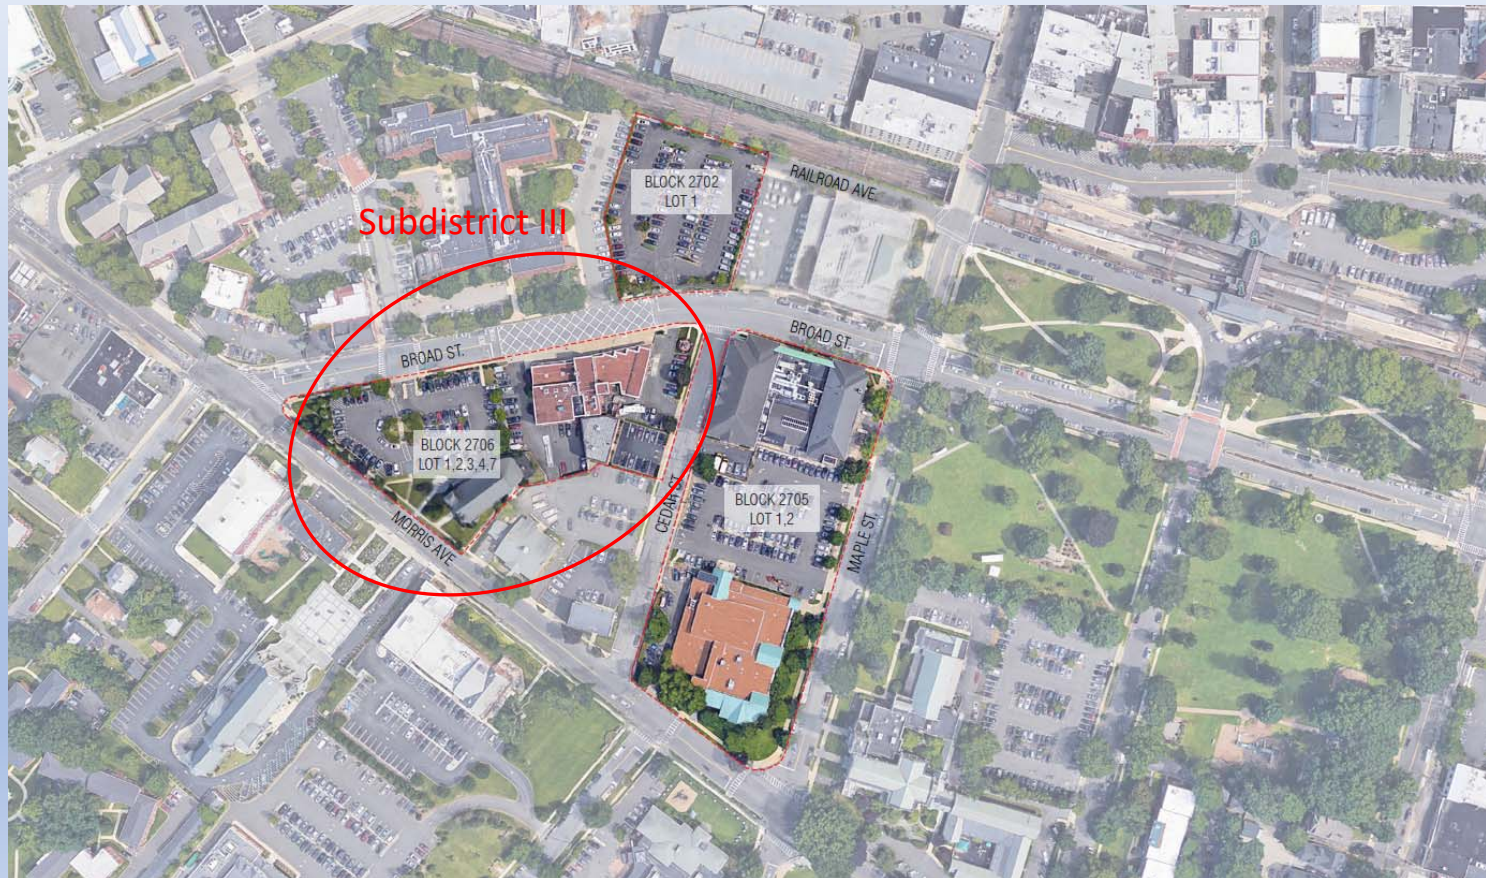 BLOCK 2702
LOT 1
RAILROAD AVE.
Subdistrict III
BROAD ST.
BROAD ST.
BLOCK 2706
LOT 1,2,3,4,7
BLOCK 2705
LOT 1,2
CEDAR ST.
MORRIS AVE
MAPLE ST.